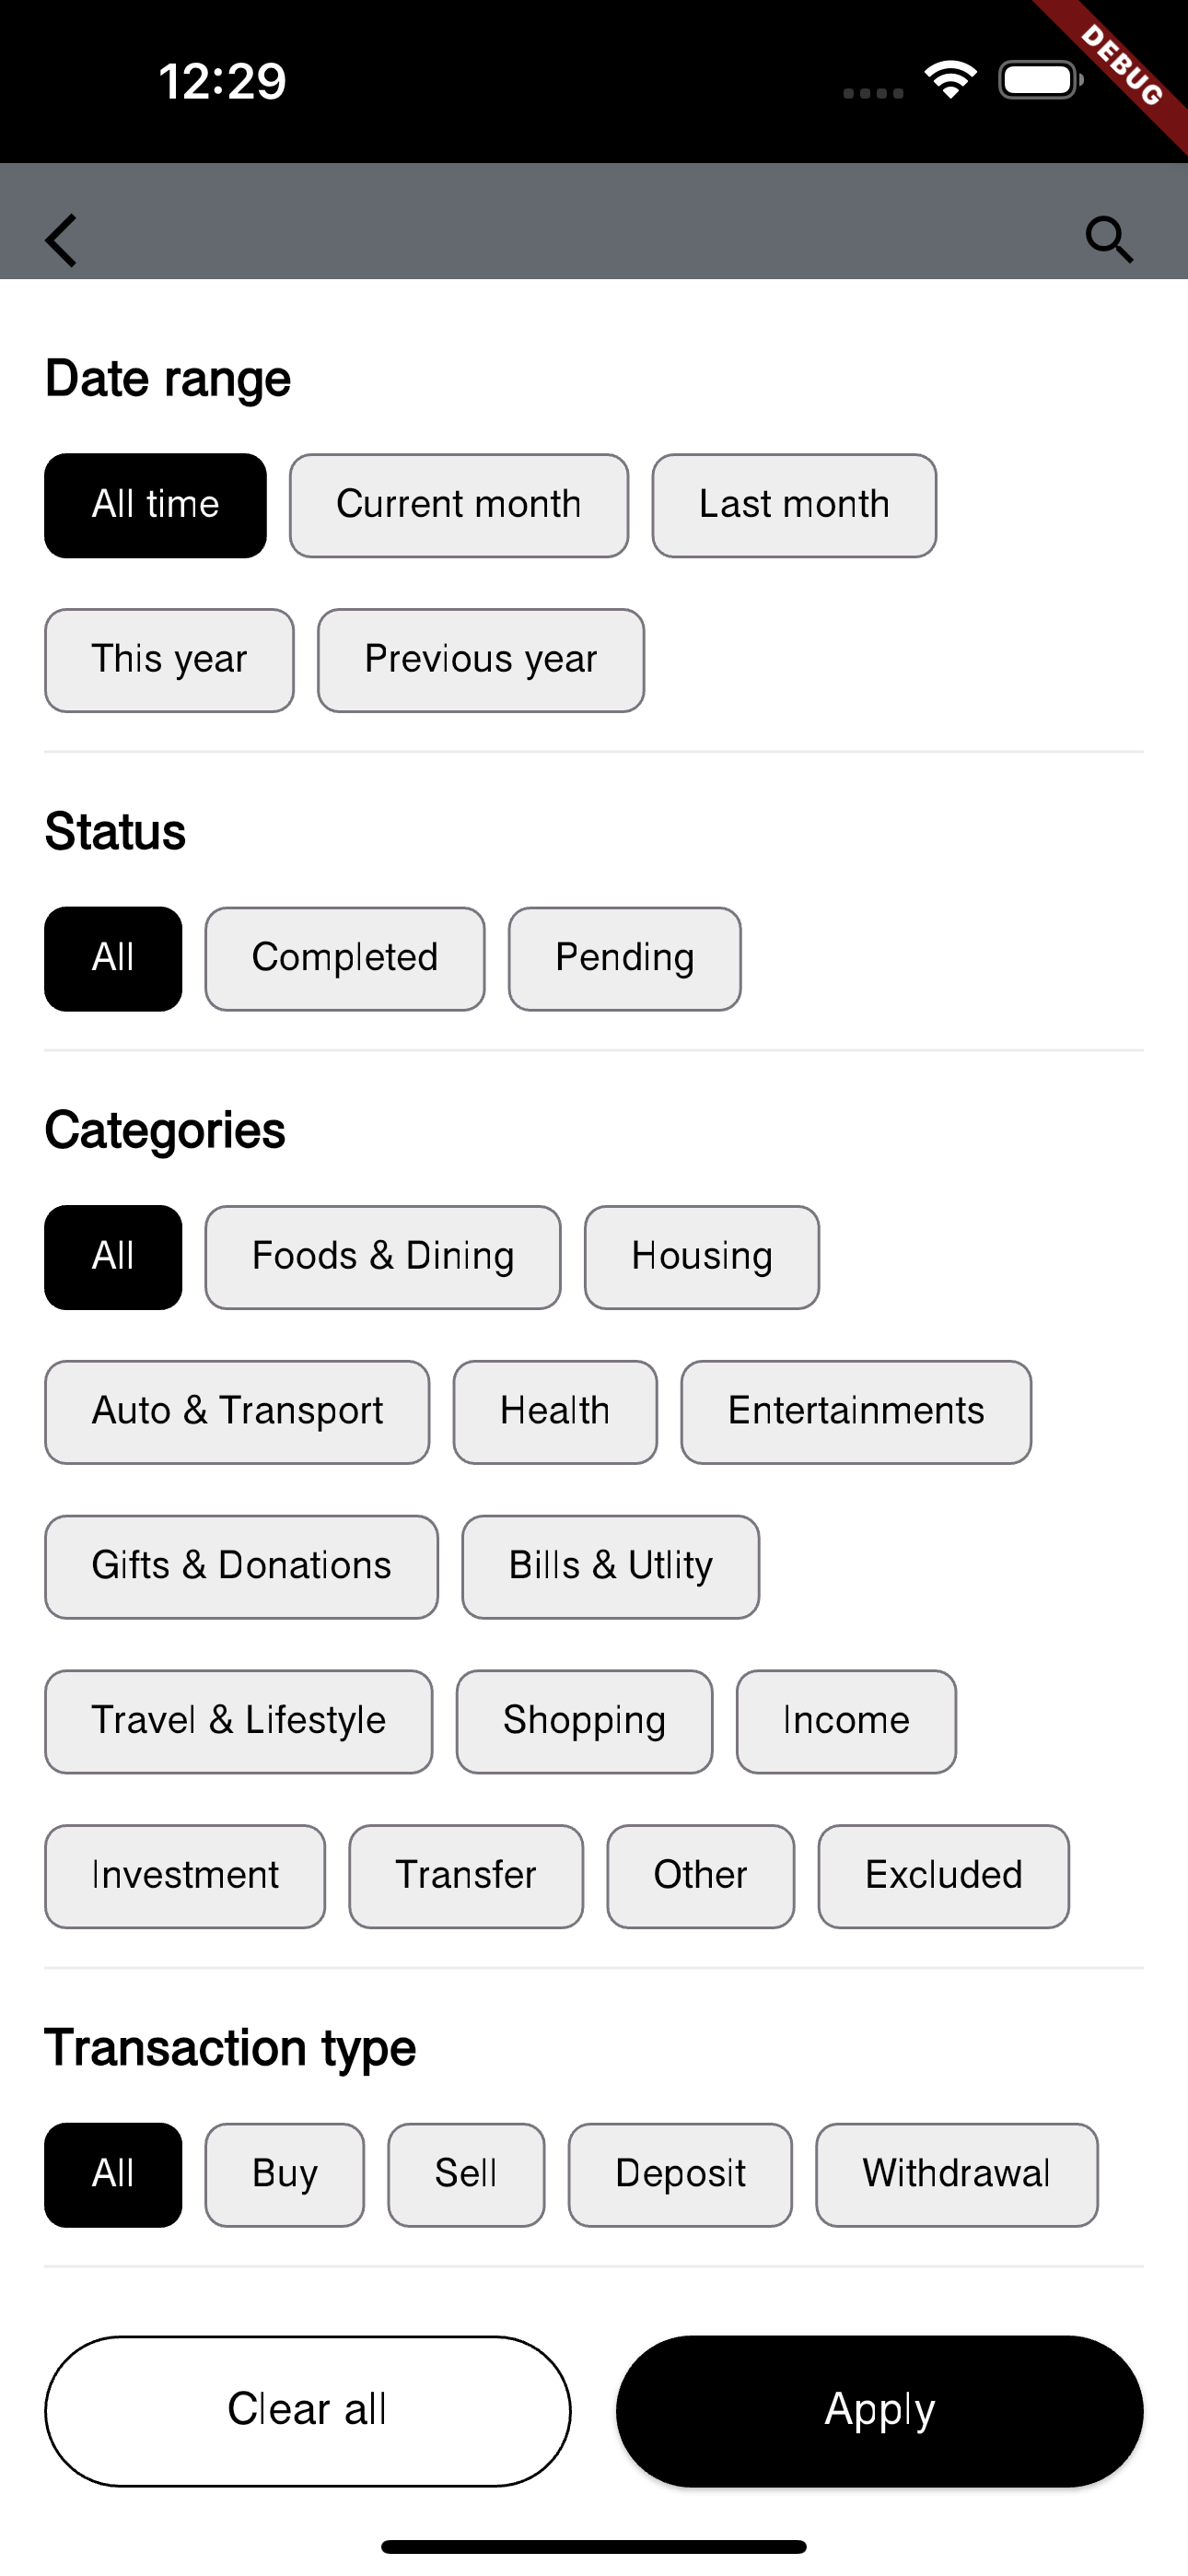 12:29
DEBUG
Date range
All time Current month Last month
This year Previous year
Status
All Completed Pending
Categories
All Foods & Dining Housing
Auto & Transport Health Entertainments
Gifts & Donations Bills & Utlity
Travel & Lifestyle Shopping Income
Investment Transfer Other Excluded
Transaction type
All Buy Sell Deposit Withdrawal
Clear all Apply